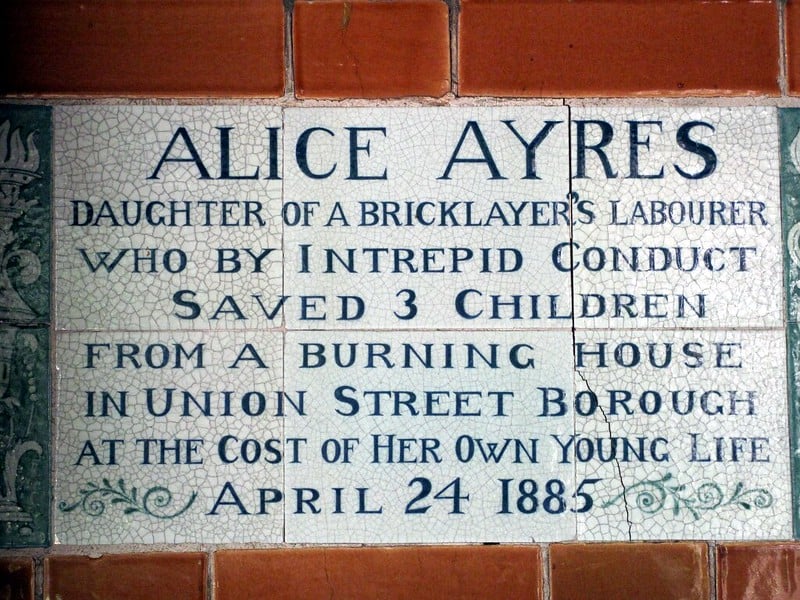 ALICE AYRES
DAUGHTER OF A BRICKLAYER'S LABOURER
WHO BY INTREPID CONDUCT
SAVED 3 CHILDREN
FROM A BURNING HOUSE
IN UNION STREET BOROUGH
AT THE COST OF HER OWN YOUNG LIFE
APRIL 24 1885